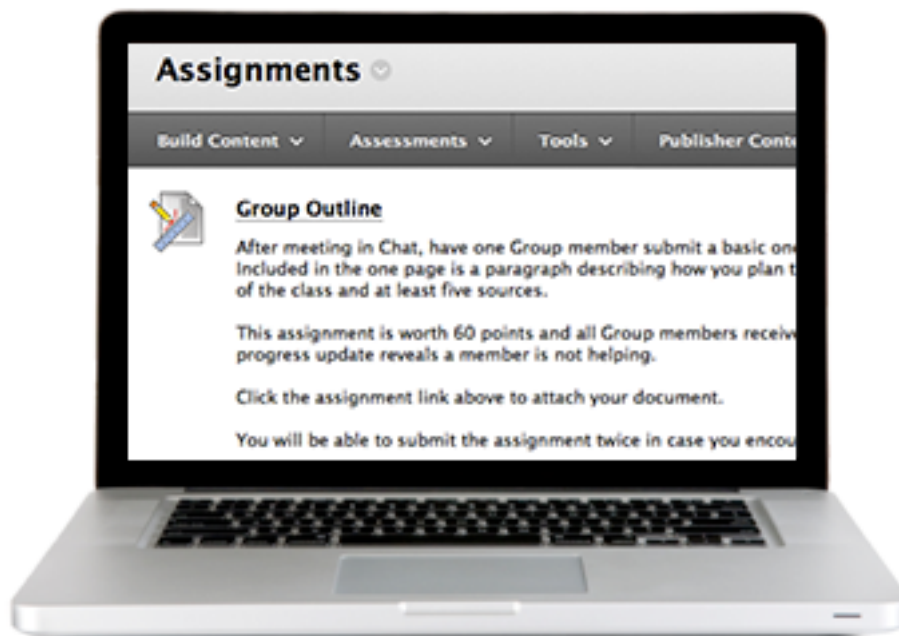 Assignments
Build Content Assessments Tools Publisher Conte
Group Outline
After meeting in Chat, have one Group member submit a basic one
Included in the one page is a paragraph describing how you plan t
of the class and at least five sources.
This assignment is worth 60 points and all Group members receive
progress update reveals a member is not helping.
Click the assignment link above to attach your document.
You will be able to submit the assignment twice in case you encou